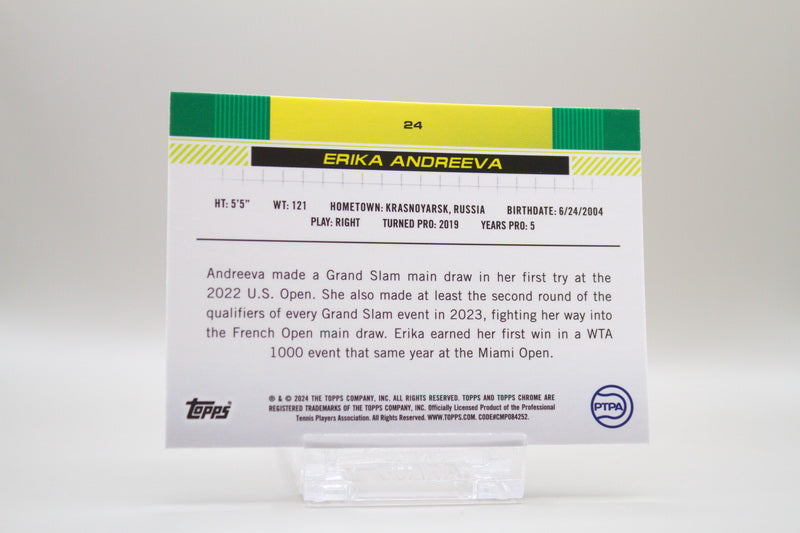 24
ERIKA ANDREEVA
HT: 5'5" WT: 121 HOMETOWN: KRASNOYARSK, RUSSIA BIRTHDATE: 6/24/2004
PLAY: RIGHT TURNED PRO: 2019 YEARS PRO: 5
Andreeva made a Grand Slam main draw in her first try at the
2022 U.S. Open. She also made at least the second round of the
qualifiers of every Grand Slam event in 2023, fighting her way into
the French Open main draw. Erika earned her first win in a WTA
1000 event that same year at the Miami Open.
Topps®
® & © 2024 THE TOPPS COMPANY, INC. ALL RIGHTS RESERVED. TOPPS AND TOPPS CHROME ARE
REGISTERED TRADEMARKS OF THE TOPPS COMPANY, INC. Officially Licensed Product of the Professional
Tennis Players Association. All Rights Reserved. WWW.TOPPS.COM. CODE#CMP084252.
PTPA